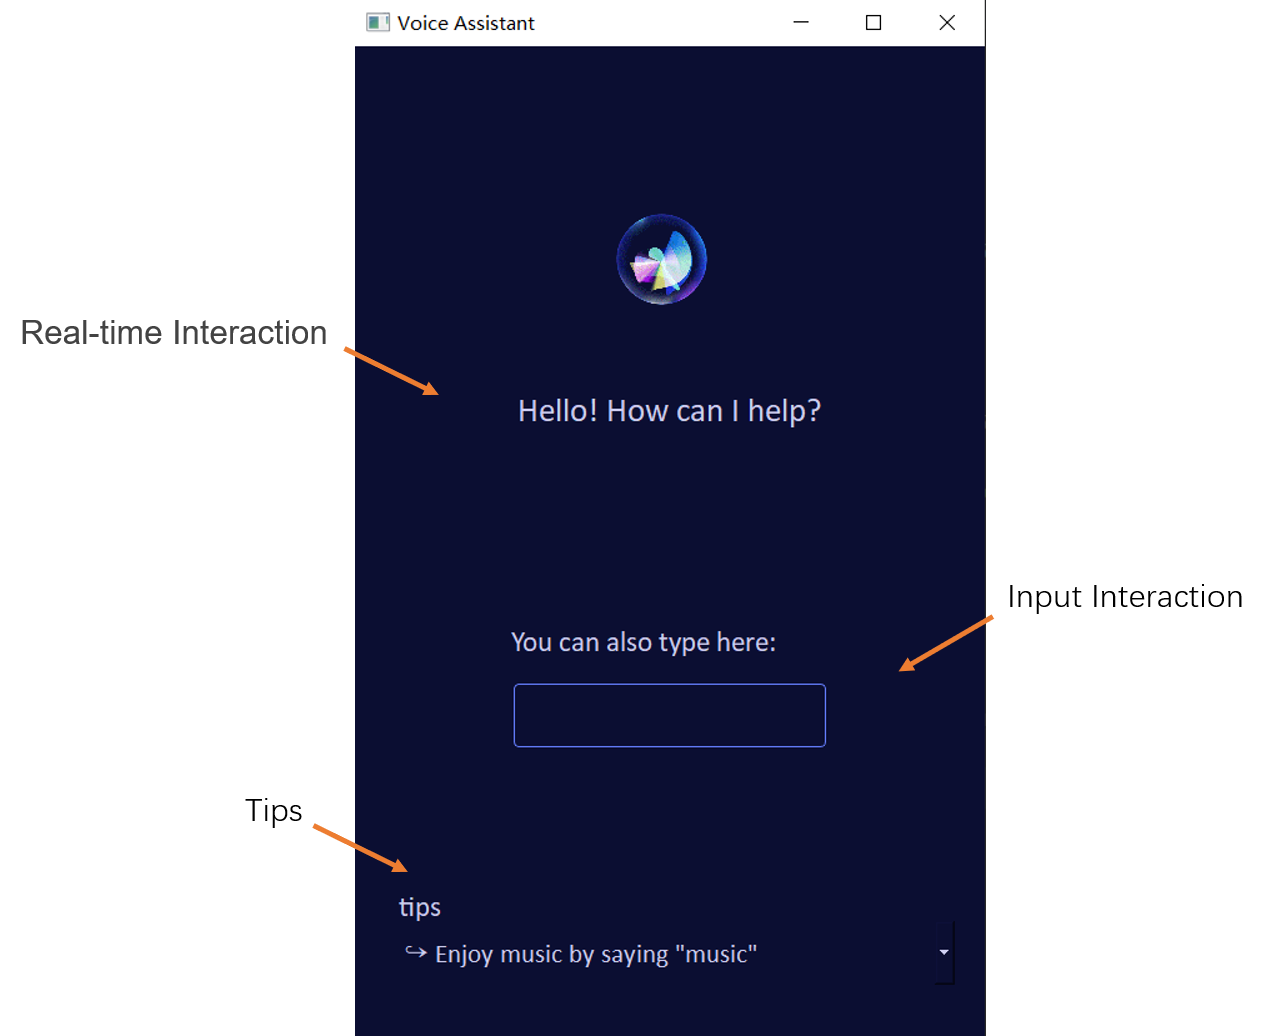 Voice Assistant
Real-time Interaction
Hello! How can I help?
Input Interaction
You can also type here:
Tips
tips
↪ Enjoy music by saying "music"